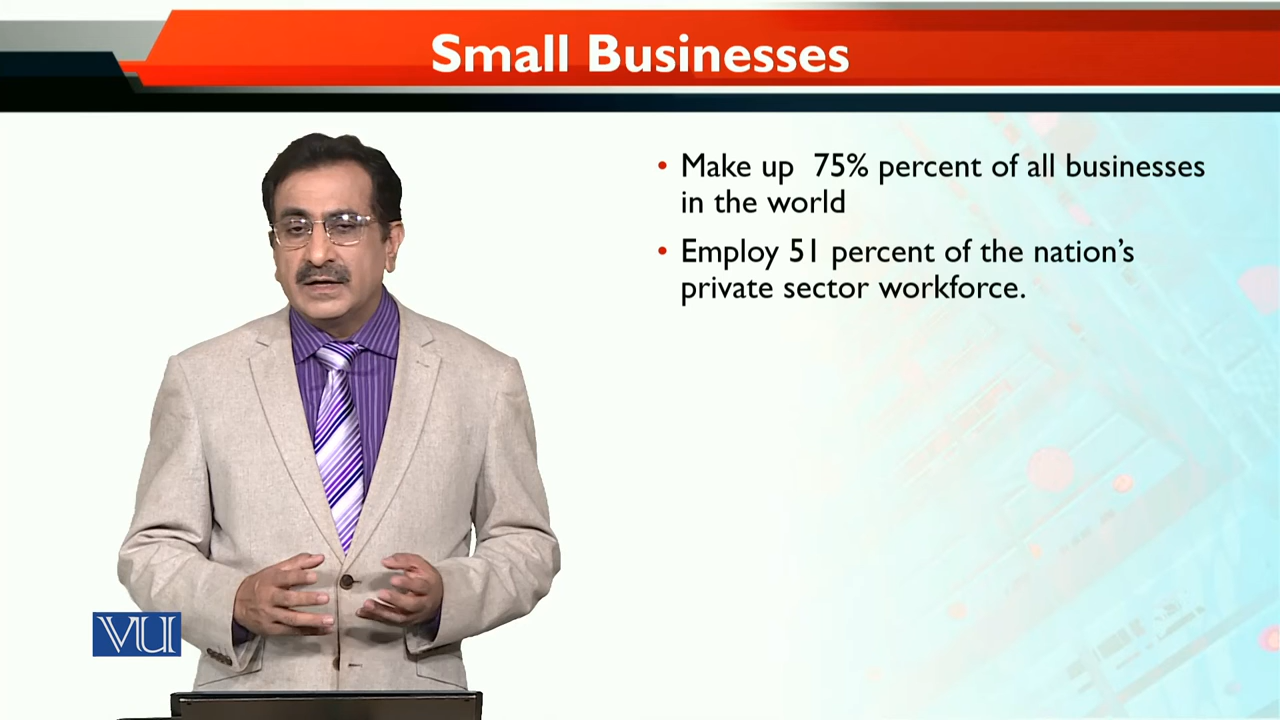 Small Businesses
• Make up  75% percent of all businesses
in the world
• Employ 51 percent of the nation's
private sector workforce.
VU